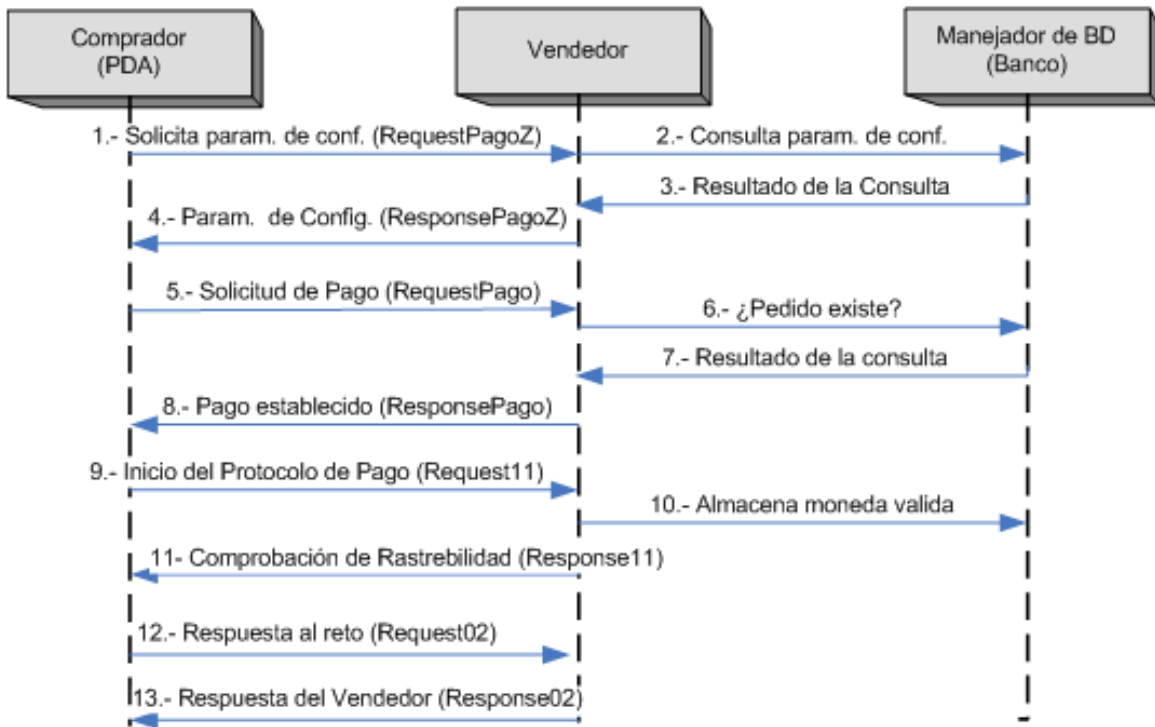 Comprador
(PDA)
Vendedor
Manejador de BD
(Banco)
1.- Solicita param. de conf. (RequestPagoZ)
2.- Consulta param. de conf.
3.- Resultado de la Consulta
4.- Param. de Config. (ResponsePagoZ)
5.- Solicitud de Pago (RequestPago)
6.- ¿Pedido existe?
7.- Resultado de la consulta
8.- Pago establecido (ResponsePago)
9.- Inicio del Protocolo de Pago (Request11)
10.- Almacena moneda valida
11- Comprobación de Rastrebilidad (Response11)
12.- Respuesta al reto (Request02)
13.- Respuesta del Vendedor (Response02)